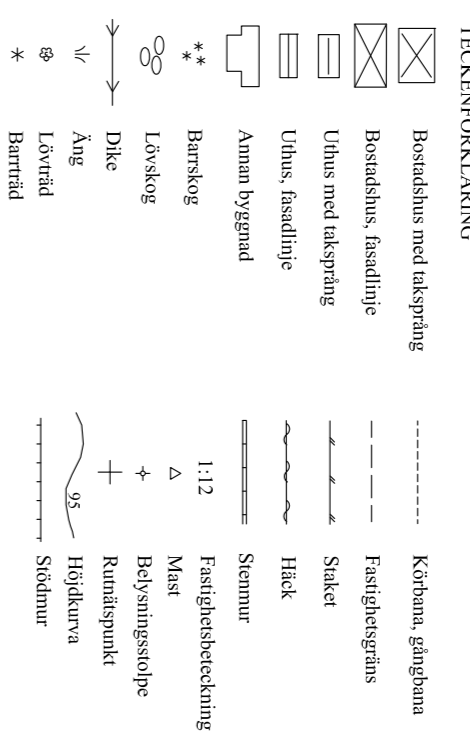 TECKENFÖRKLARING
Bostadshus med taksprång
Bostadshus, fasadlinje
Uthus med taksprång
Uthus, fasadlinje
Annan byggnad
Barrskog
Lövskog
Dike
Äng
Lövträd
Barrträd
Körbana, gångbana
Fastighetsgräns
Staket
Häck
Stenmur
1:12 Fastighetsbeteckning
Mast
Belysningsstolpe
Rutnätspunkt
95 Höjdkurva
Stödmur